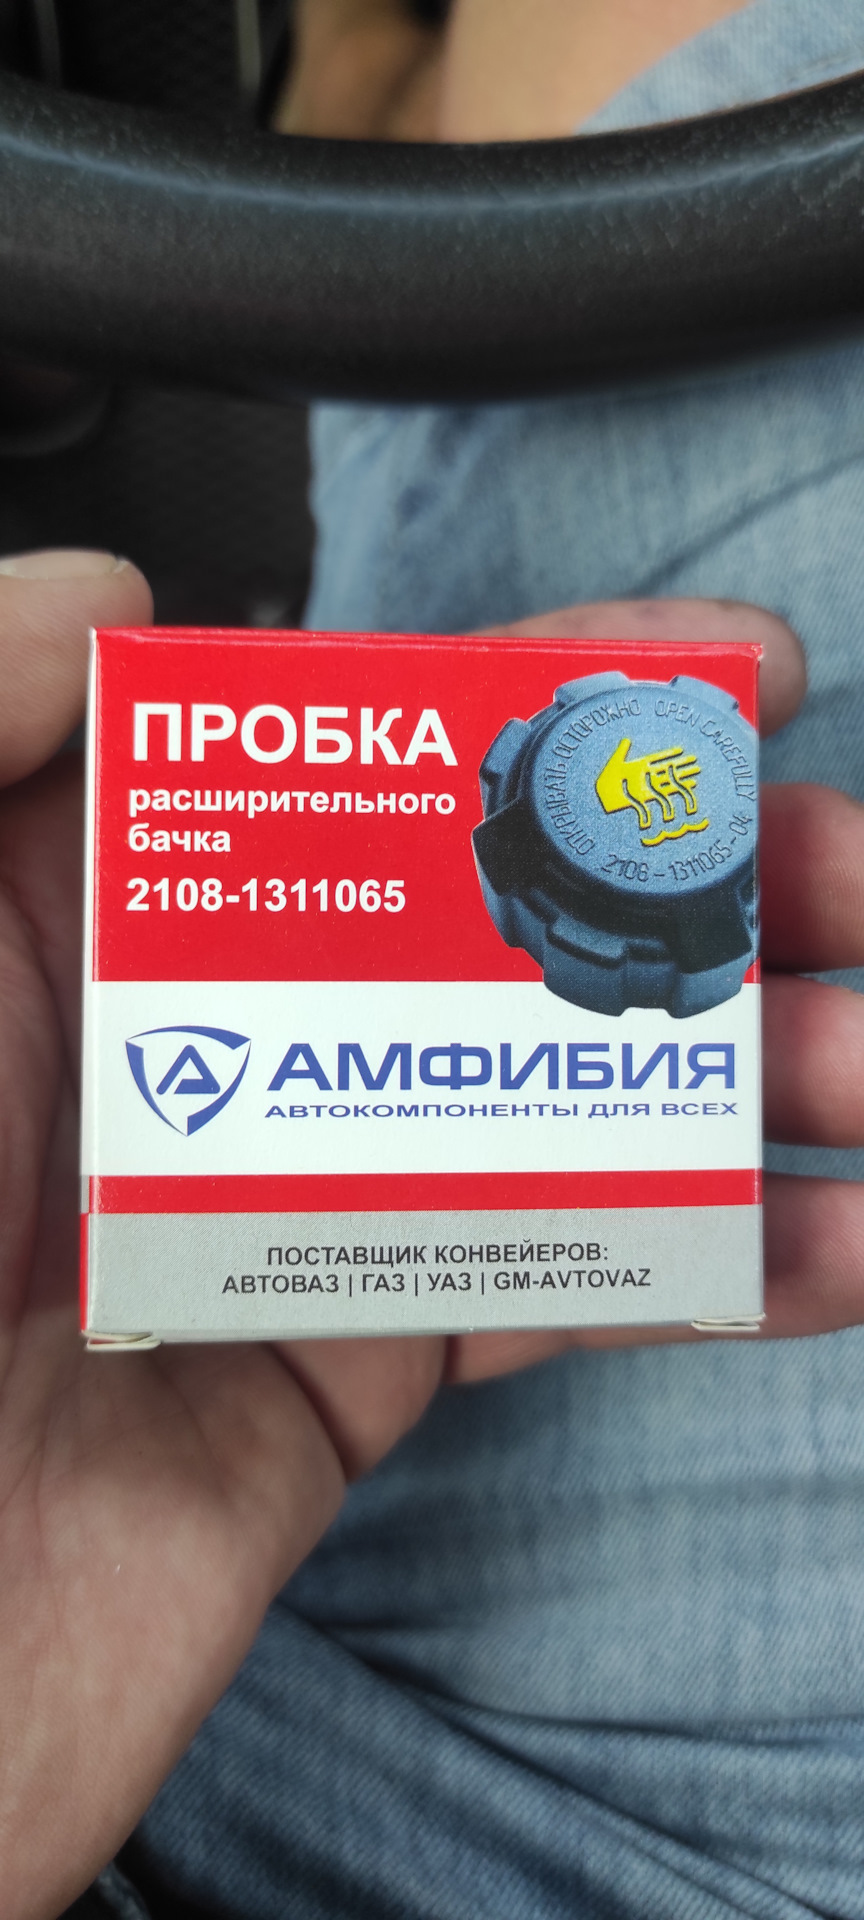 ПРОБКА
расширительного
бачка
2108-1311065
ОТКРЫВАТЬ ОСТОРОЖНО OPEN CAREFULLY
2108-1311065-04
АМФИБИЯ
АВТОКОМПОНЕНТЫ ДЛЯ ВСЕХ
ПОСТАВЩИК КОНВЕЙЕРОВ:
АВТОВАЗ | ГАЗ | УАЗ | GM-AVTOVAZ